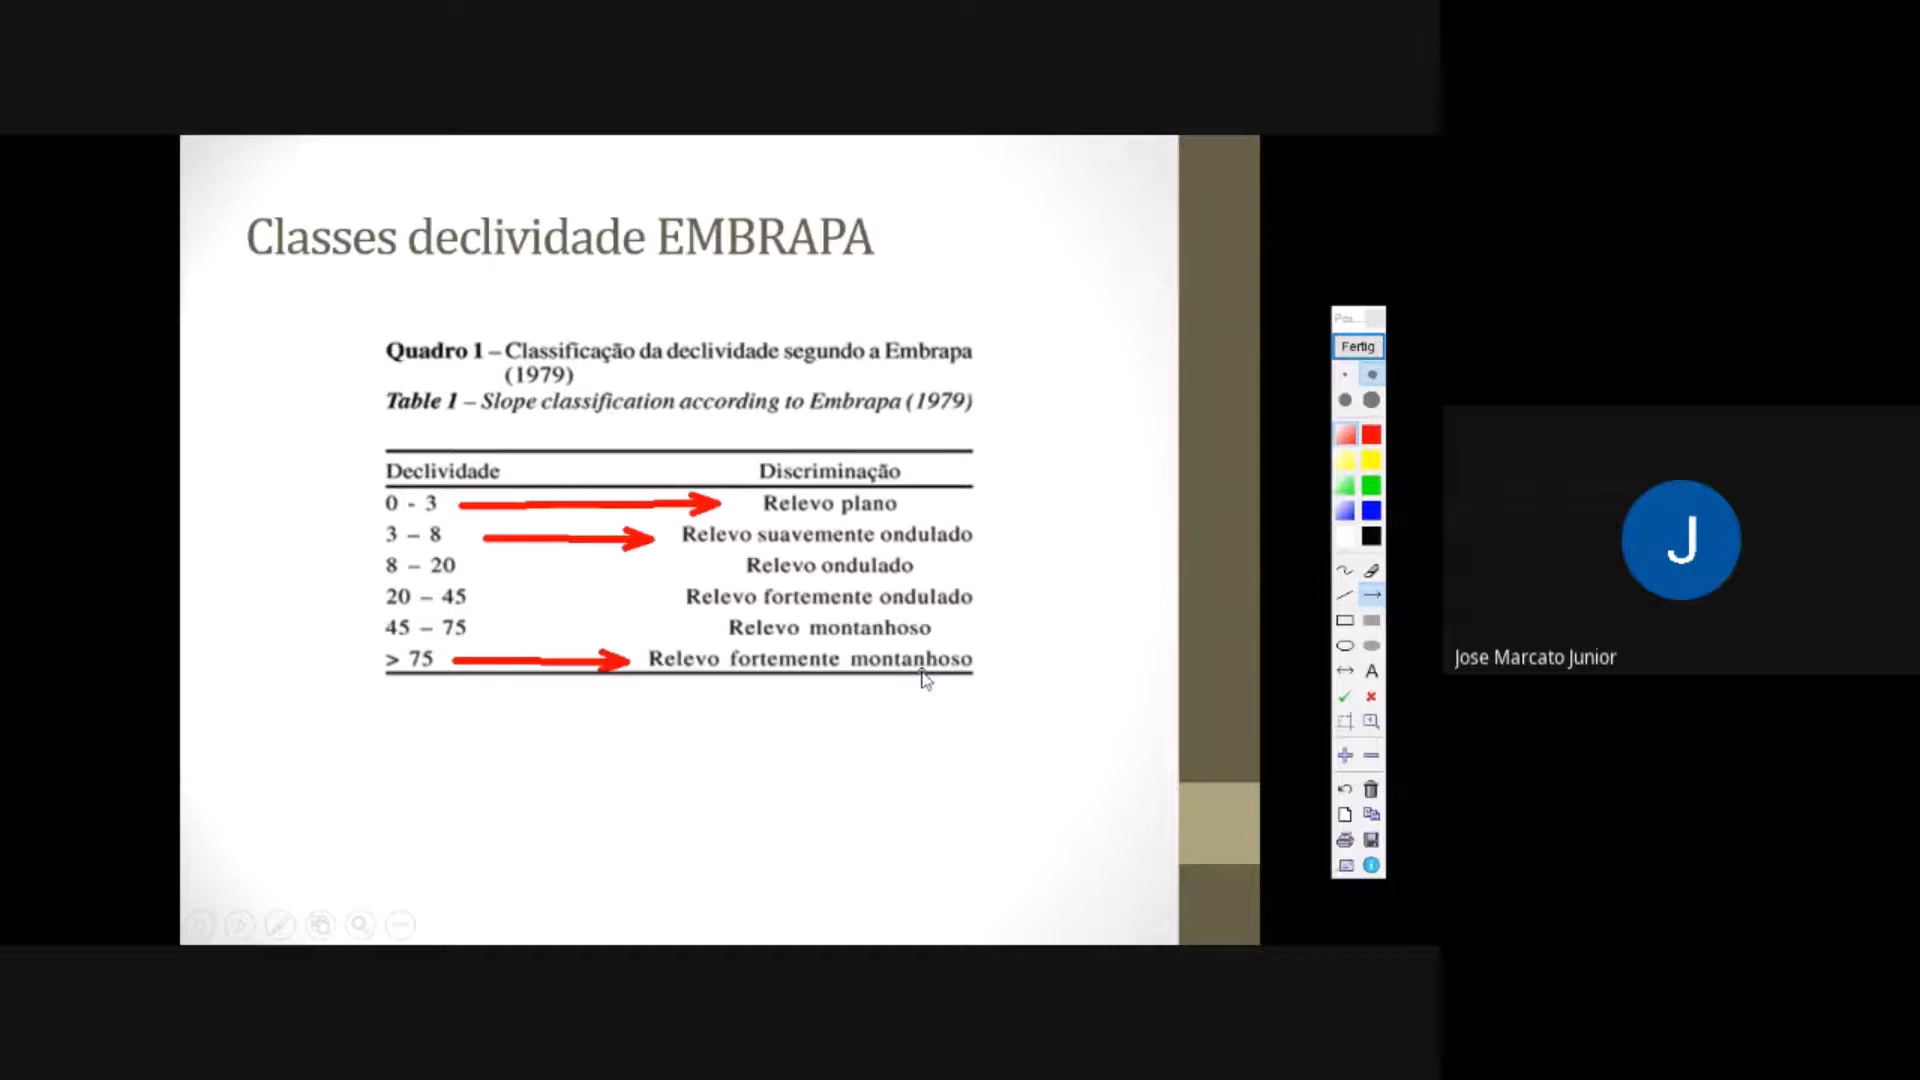 Classes declividade EMBRAPA
Quadro 1 – Classificação da declividade segundo a Embrapa
(1979)
Table 1 – Slope classification according to Embrapa (1979)
Declividade Discriminação
0 - 3 Relevo plano
3 – 8 Relevo suavemente ondulado
8 – 20 Relevo ondulado
20 – 45 Relevo fortemente ondulado
45 – 75 Relevo montanhoso
> 75 Relevo fortemente montanhoso
Fertig
A
J
Jose Marcato Junior